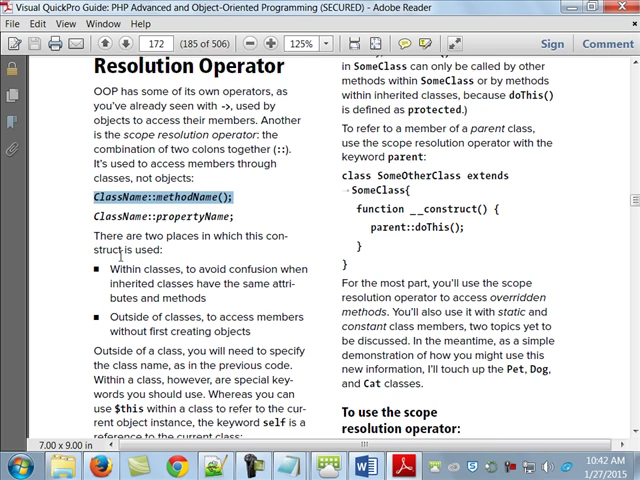 Visual QuickPro Guide: PHP Advanced and Object-Oriented Programming (SECURED) - Adobe Reader
File Edit View Window Help
172 (185 of 506) 125% Sign Comment
Resolution Operator
OOP has some of its own operators, as
you've already seen with ->, used by
objects to access their members. Another
is the scope resolution operator: the
combination of two colons together (::).
It's used to access members through
classes, not objects:
ClassName::methodName();
ClassName::propertyName;
There are two places in which this con-
struct is used:
■ Within classes, to avoid confusion when
inherited classes have the same attri-
butes and methods
■ Outside of classes, to access members
without first creating objects
Outside of a class, you will need to specify
the class name, as in the previous code.
Within a class, however, are special key-
words you should use. Whereas you can
use $this within a class to refer to the cur-
rent object instance, the keyword self is a
reference to the current class:
in SomeClass can only be called by other
methods within SomeClass or by methods
within inherited classes, because doThis()
is defined as protected.)
To refer to a member of a parent class,
use the scope resolution operator with the
keyword parent:
class SomeOtherClass extends
→ SomeClass{
function __construct() {
parent::doThis();
}
}
For the most part, you'll use the scope
resolution operator to access overridden
methods. You'll also use it with static and
constant class members, two topics yet to
be discussed. In the meantime, as a simple
demonstration of how you might use this
new information, I'll touch up the Pet, Dog,
and Cat classes.
To use the scope
resolution operator:
7.00 x 9.00 in
10:42 AM
1/27/2015